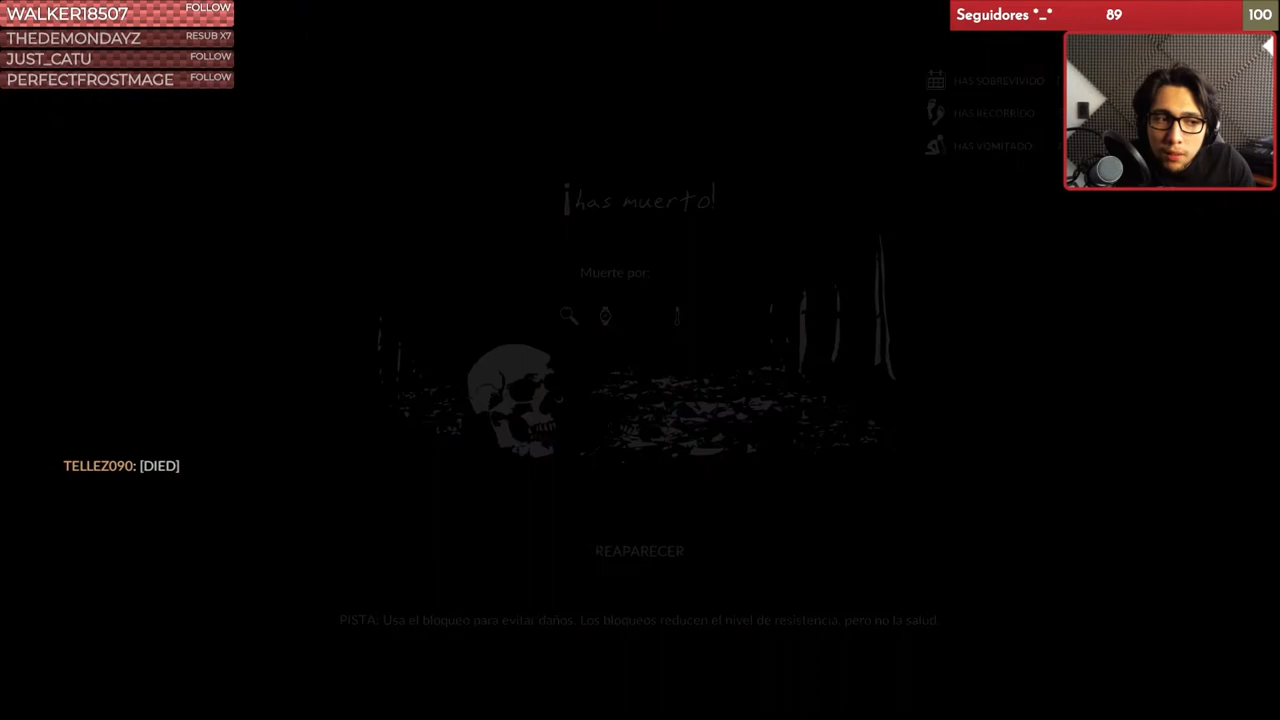 WALKER18507 FOLLOW
THEDEMONDAYZ RESUB X7
JUST_CATU FOLLOW
PERFECTFROSTMAGE FOLLOW
Seguidores *_* 89 100
HAS SOBREVIVIDO
HAS RECORRIDO
HAS VOMITADO
¡has muerto!
Muerte por:
TELLEZ090: [DIED]
REAPARECER
PISTA: Usa el bloqueo para evitar daños. Los bloqueos reducen el nivel de resistencia, pero no la salud.